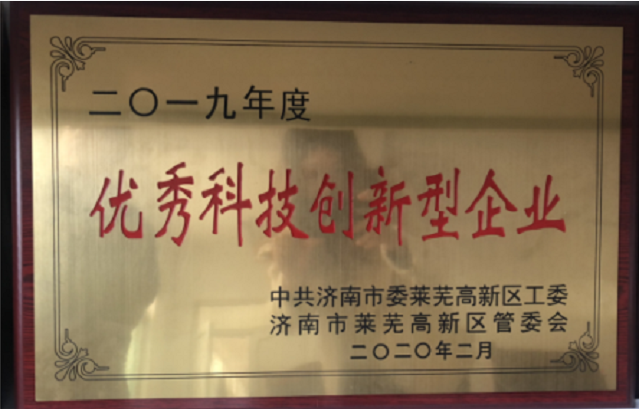 二〇一九年度
优秀科技创新型企业
中共济南市委莱芜高新区工委
济南市莱芜高新区管委会
二〇二〇年二月